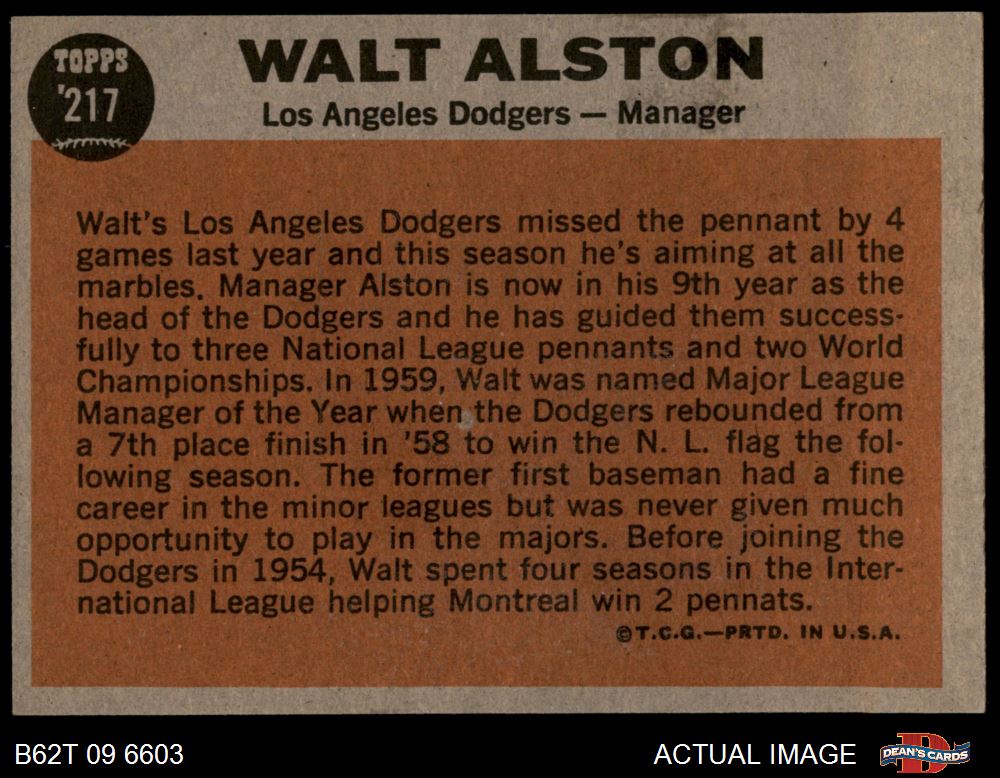 TOPPS
'217
WALT ALSTON
Los Angeles Dodgers — Manager
Walt's Los Angeles Dodgers missed the pennant by 4
games last year and this season he's aiming at all the
marbles. Manager Alston is now in his 9th year as the
head of the Dodgers and he has guided them success-
fully to three National League pennants and two World
Championships. In 1959, Walt was named Major League
Manager of the Year when the Dodgers rebounded from
a 7th place finish in '58 to win the N. L. flag the fol-
lowing season. The former first baseman had a fine
career in the minor leagues but was never given much
opportunity to play in the majors. Before joining the
Dodgers in 1954, Walt spent four seasons in the Inter-
national League helping Montreal win 2 pennats.
©T.C.G.—PRTD. IN U.S.A.
B62T 09 6603
ACTUAL IMAGE
D
DEAN'S CARDS